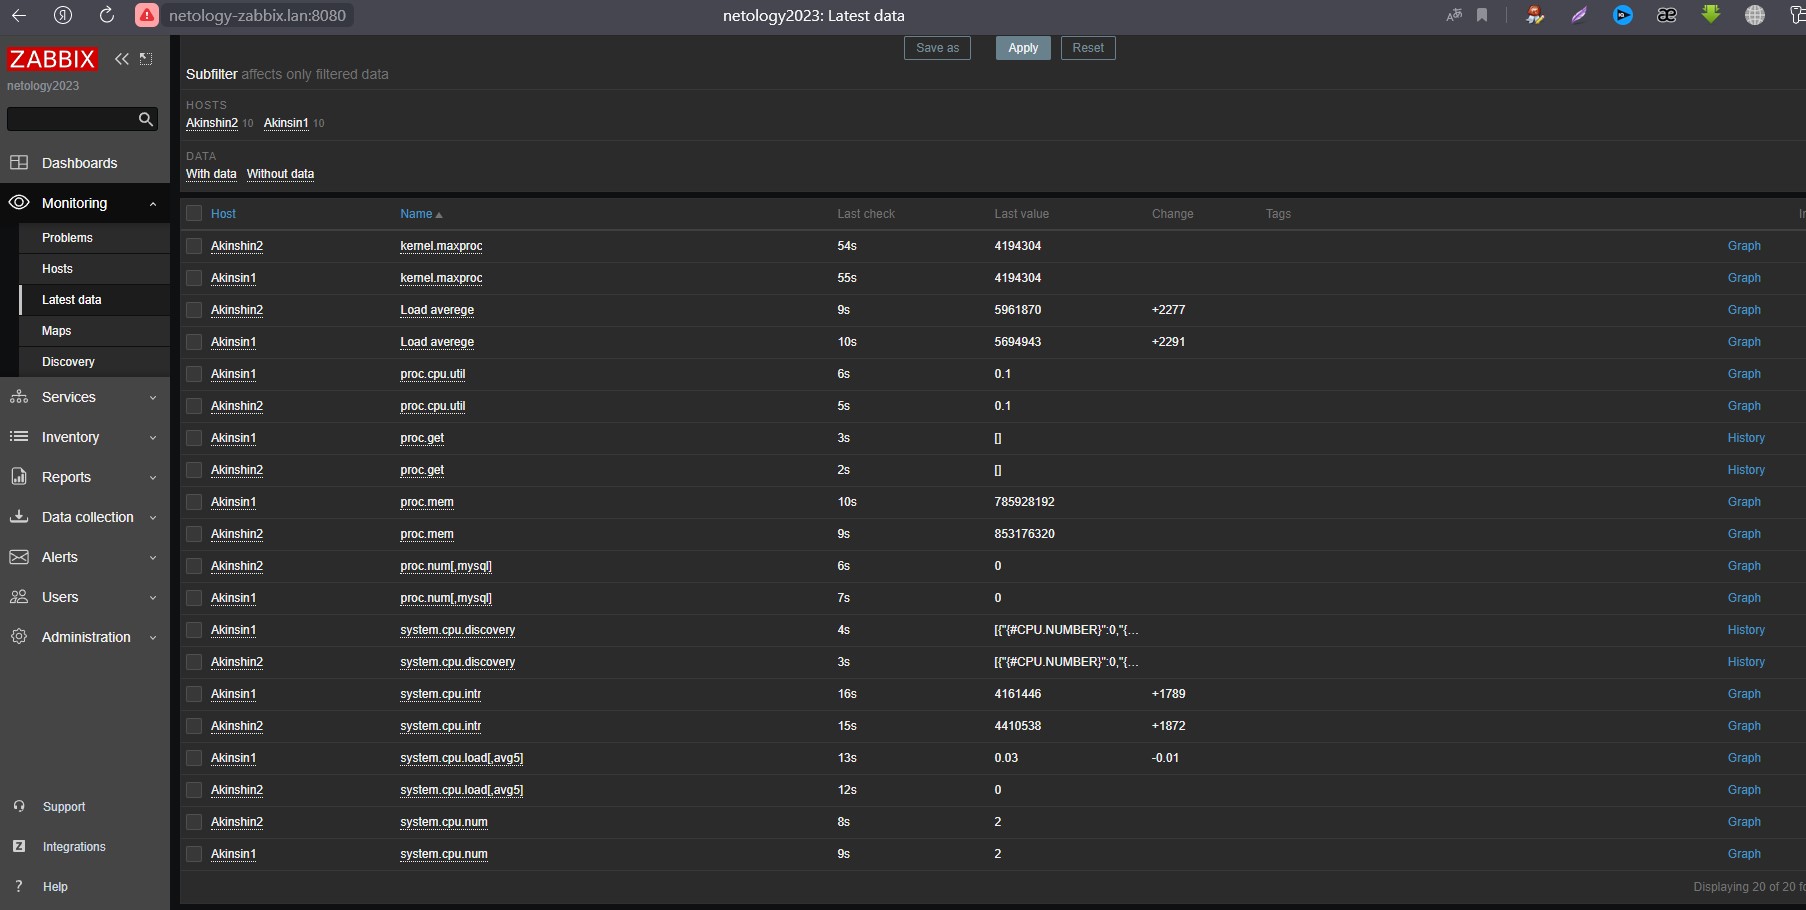 netology-zabbix.lan:8080 netology2023: Latest data
ZABBIX
netology2023
Dashboards
Monitoring
Problems
Hosts
Latest data
Maps
Discovery
Services
Inventory
Reports
Data collection
Alerts
Users
Administration
Support
Integrations
Help
Save as Apply Reset
Subfilter affects only filtered data
HOSTS
Akinshin2 10 Akinsin1 10
DATA
With data Without data
Host Name Last check Last value Change Tags
Akinshin2 kernel.maxproc 54s 4194304 Graph
Akinsin1 kernel.maxproc 55s 4194304 Graph
Akinshin2 Load averege 9s 5961870 +2277 Graph
Akinsin1 Load averege 10s 5694943 +2291 Graph
Akinsin1 proc.cpu.util 6s 0.1 Graph
Akinshin2 proc.cpu.util 5s 0.1 Graph
Akinsin1 proc.get 3s [] History
Akinshin2 proc.get 2s [] History
Akinsin1 proc.mem 10s 785928192 Graph
Akinshin2 proc.mem 9s 853176320 Graph
Akinshin2 proc.num[,mysql] 6s 0 Graph
Akinsin1 proc.num[,mysql] 7s 0 Graph
Akinsin1 system.cpu.discovery 4s [{"{#CPU.NUMBER}":0,"{... History
Akinshin2 system.cpu.discovery 3s [{"{#CPU.NUMBER}":0,"{... History
Akinsin1 system.cpu.intr 16s 4161446 +1789 Graph
Akinshin2 system.cpu.intr 15s 4410538 +1872 Graph
Akinsin1 system.cpu.load[,avg5] 13s 0.03 -0.01 Graph
Akinshin2 system.cpu.load[,avg5] 12s 0 Graph
Akinshin2 system.cpu.num 8s 2 Graph
Akinsin1 system.cpu.num 9s 2 Graph
Displaying 20 of 20